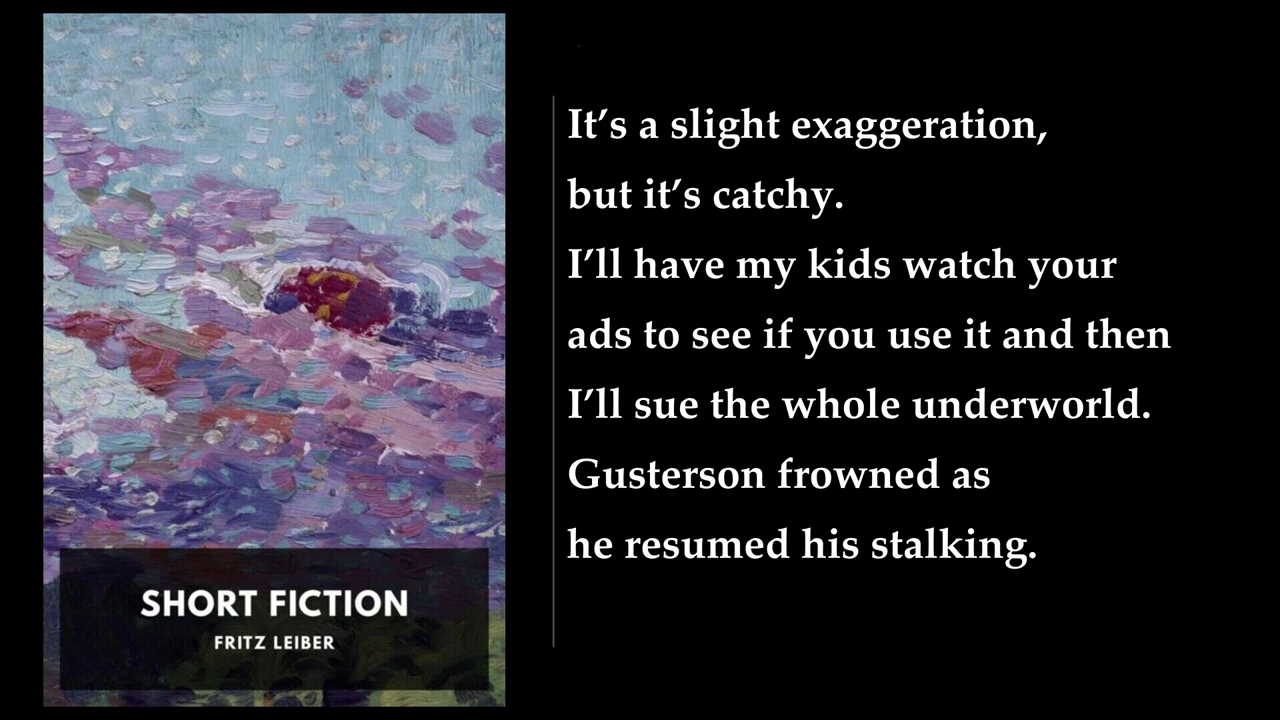 SHORT FICTION
FRITZ LEIBER
It’s a slight exaggeration,
but it’s catchy.
I’ll have my kids watch your
ads to see if you use it and then
I’ll sue the whole underworld.
Gusterson frowned as
he resumed his stalking.